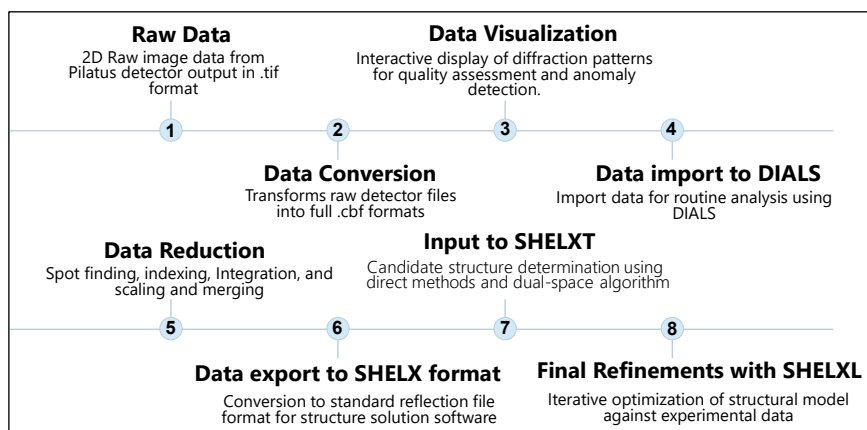 Raw Data
2D Raw image data from
Pilatus detector output in .tif
format
1
Data Conversion
Transforms raw detector files
into full .cbf formats
2
Data Visualization
Interactive display of diffraction patterns
for quality assessment and anomaly
detection.
3
Data import to DIALS
Import data for routine analysis using
DIALS
4
Data Reduction
Spot finding, indexing, Integration, and
scaling and merging
5
Data export to SHELX format
Conversion to standard reflection file
format for structure solution software
6
Input to SHELXT
Candidate structure determination using
direct methods and dual-space algorithm
7
Final Refinements with SHELXL
Iterative optimization of structural model
against experimental data
8